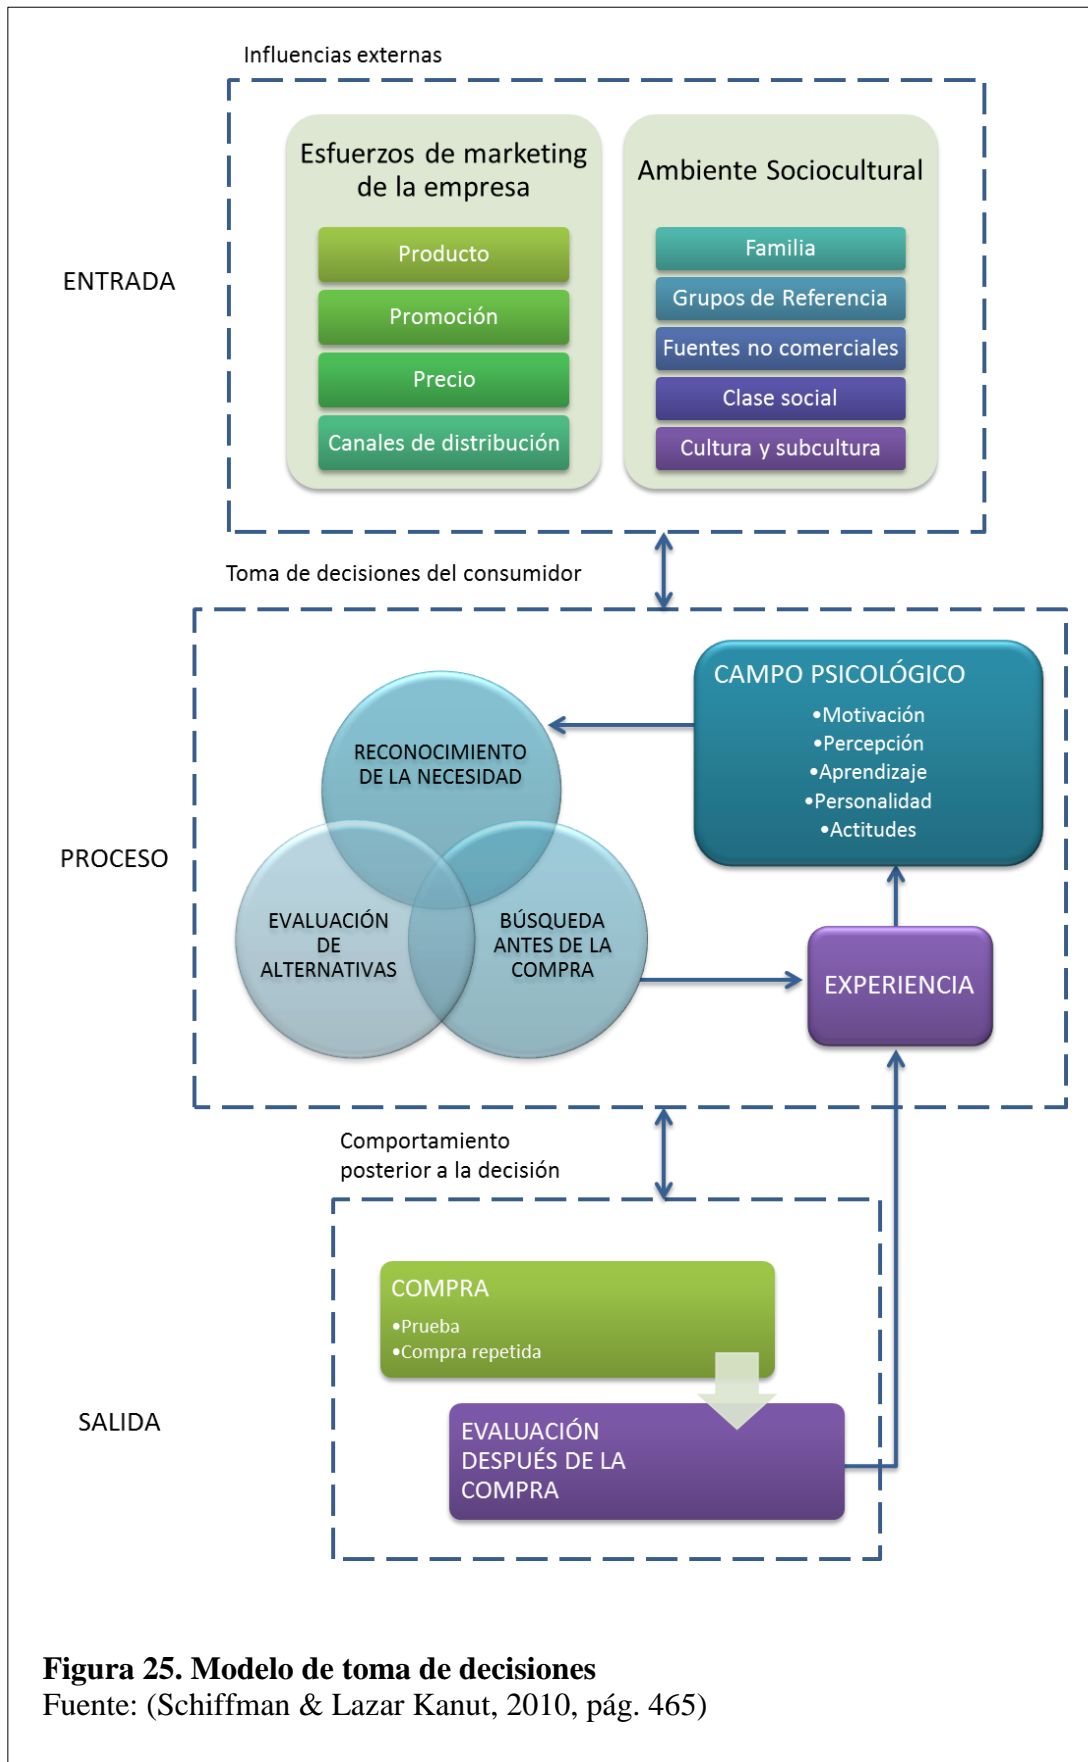 Influencias externas
Esfuerzos de marketing
de la empresa
Producto
Promoción
Precio
Canales de distribución
Ambiente Sociocultural
Familia
Grupos de Referencia
Fuentes no comerciales
Clase social
Cultura y subcultura
ENTRADA
Toma de decisiones del consumidor
CAMPO PSICOLÓGICO
•Motivación
•Percepción
•Aprendizaje
•Personalidad
•Actitudes
RECONOCIMIENTO
DE LA NECESIDAD
PROCESO
EVALUACIÓN
DE
ALTERNATIVAS
BÚSQUEDA
ANTES DE LA
COMPRA
EXPERIENCIA
Comportamiento
posterior a la decisión
COMPRA
•Prueba
•Compra repetida
SALIDA
EVALUACIÓN
DESPUÉS DE LA
COMPRA
Figura 25. Modelo de toma de decisiones
Fuente: (Schiffman & Lazar Kanut, 2010, pág. 465)